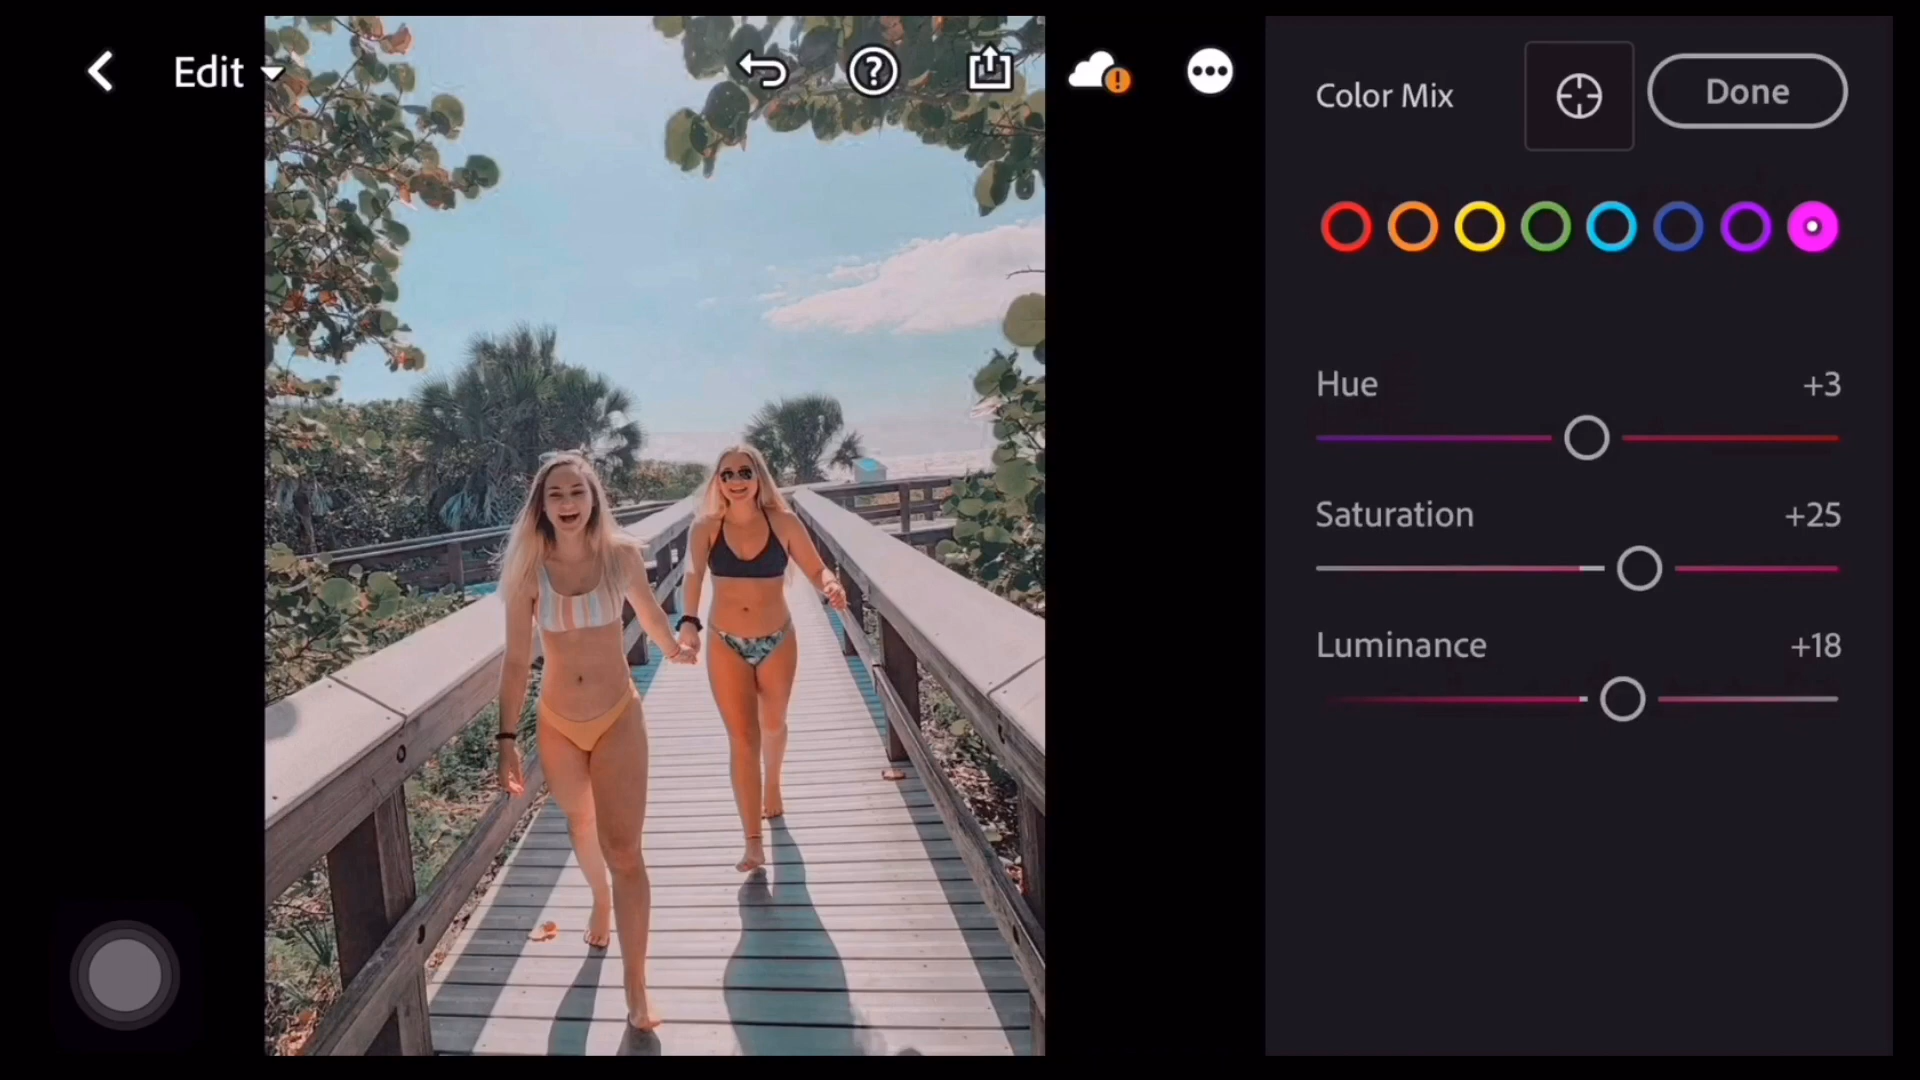 Edit
Color Mix
Done
Hue +3
Saturation +25
Luminance +18